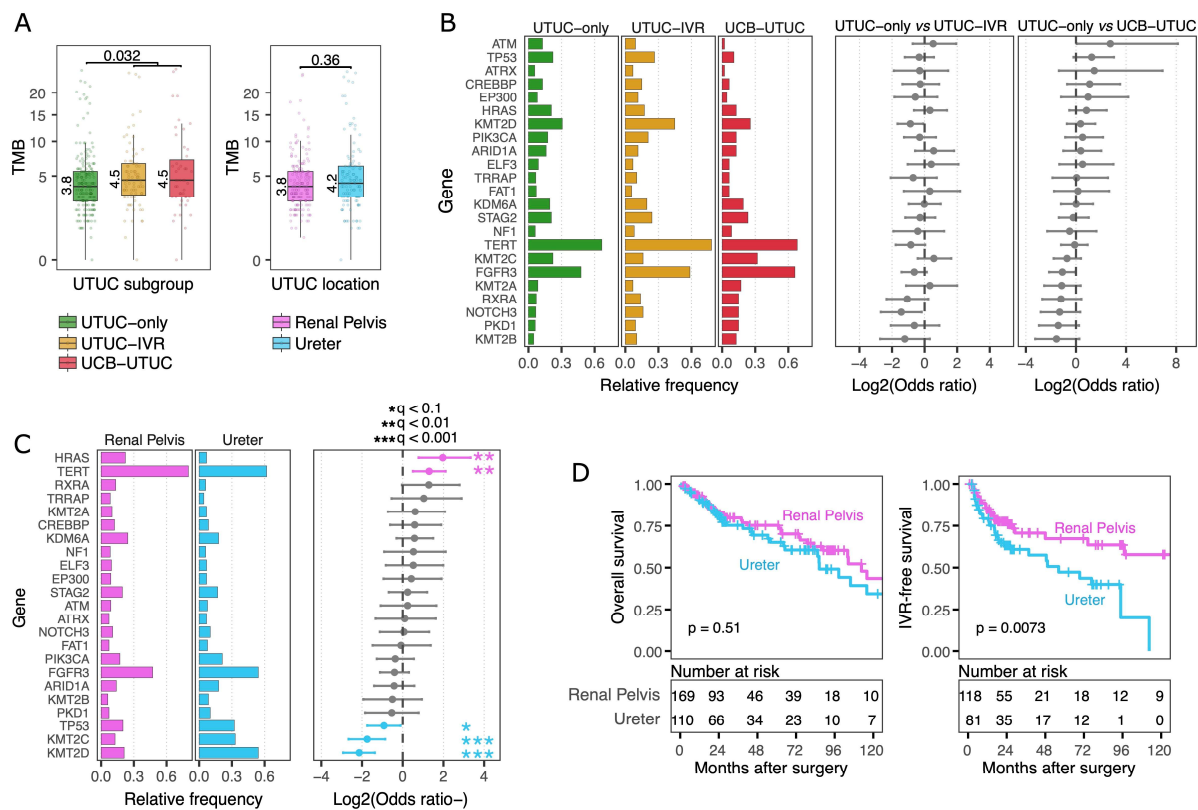 A
TMB
20
15
10
5
0
0.032
3.8
4.5
4.5
UTUC subgroup
UTUC−only
UTUC−IVR
UCB−UTUC
TMB
20
15
10
5
0
0.36
3.8
4.2
UTUC location
Renal Pelvis
Ureter
B
UTUC−only UTUC−IVR UCB−UTUC UTUC−only vs UTUC−IVR UTUC−only vs UCB−UTUC
Gene
ATM
TP53
ATRX
CREBBP
EP300
HRAS
KMT2D
PIK3CA
ARID1A
ELF3
TRRAP
FAT1
KDM6A
STAG2
NF1
TERT
KMT2C
FGFR3
KMT2A
RXRA
NOTCH3
PKD1
KMT2B
0.0 0.3 0.6 0.0 0.3 0.6 0.0 0.3 0.6 −4 −2 0 2 4 −4 0 4 8
Relative frequency Log2(Odds ratio) Log2(Odds ratio)
C
*q < 0.1
**q < 0.01
***q < 0.001
Renal Pelvis Ureter
Gene
HRAS **
TERT **
RXRA
TRRAP
KMT2A
CREBBP
KDM6A
NF1
ELF3
EP300
STAG2
ATM
ATRX
NOTCH3
FAT1
PIK3CA
FGFR3
ARID1A
KMT2B
PKD1
TP53 *
KMT2C ***
KMT2D ***
0.0 0.3 0.6 0.0 0.3 0.6 −4 −2 0 2 4
Relative frequency Log2(Odds ratio−)
D
Overall survival
1.00
0.75
0.50
0.25
0.00
Renal Pelvis
Ureter
p = 0.51
Number at risk
Renal Pelvis 169 93 46 39 18 10
Ureter 110 66 34 23 10 7
0 24 48 72 96 120
Months after surgery
IVR-free survival
1.00
0.75
0.50
0.25
0.00
Renal Pelvis
Ureter
p = 0.0073
Number at risk
118 55 21 18 12 9
81 35 17 12 1 0
0 24 48 72 96 120
Months after surgery